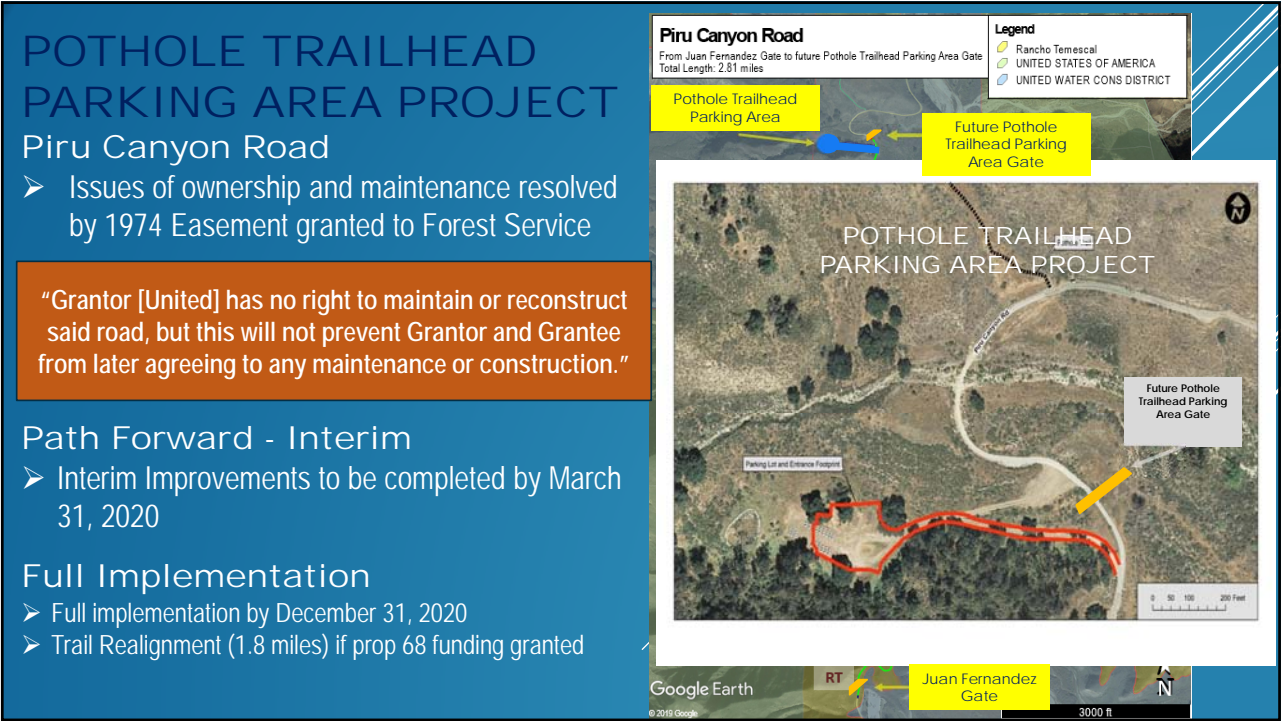 POTHOLE TRAILHEAD
PARKING AREA PROJECT
Piru Canyon Road
➢ Issues of ownership and maintenance resolved
by 1974 Easement granted to Forest Service
“Grantor [United] has no right to maintain or reconstruct
said road, but this will not prevent Grantor and Grantee
from later agreeing to any maintenance or construction.”
Path Forward - Interim
➢ Interim Improvements to be completed by March
31, 2020
Full Implementation
➢ Full implementation by December 31, 2020
➢ Trail Realignment (1.8 miles) if prop 68 funding granted
Piru Canyon Road
From Juan Fernandez Gate to future Pothole Trailhead Parking Area Gate
Total Length: 2.81 miles
Legend
Rancho Temescal
UNITED STATES OF AMERICA
UNITED WATER CONS DISTRICT
Pothole Trailhead
Parking Area
Future Pothole
Trailhead Parking
Area Gate
N
POTHOLE TRAILHEAD
PARKING AREA PROJECT
Piru Canyon Rd
Future Pothole
Trailhead Parking
Area Gate
Parking Lot and Entrance Footprint
0 50 100 200 Feet
RT
Juan Fernandez
Gate
Google Earth
© 2019 Google
N
3000 ft